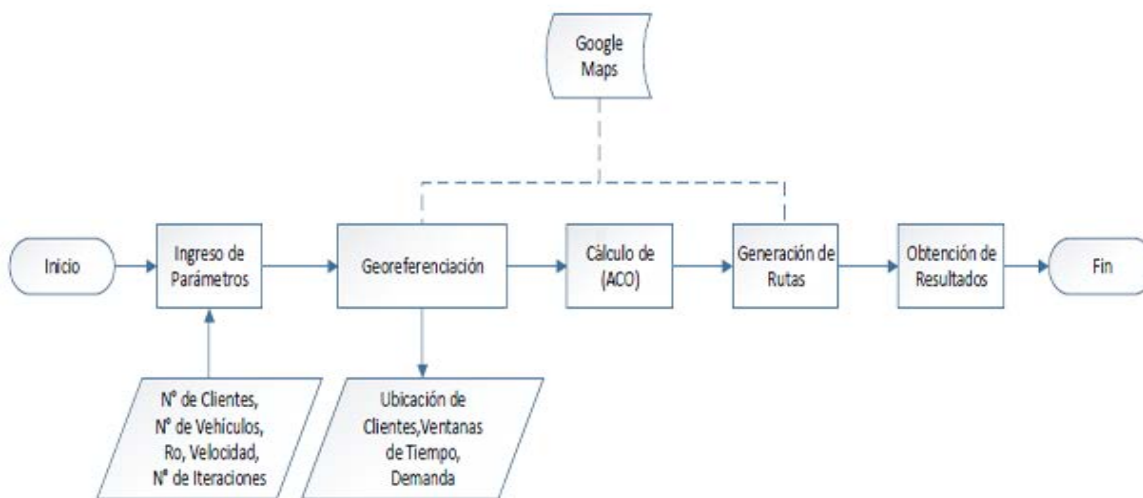 Google
Maps
Inicio
Ingreso de
Parámetros
Georeferenciación
Cálculo de
(ACO)
Generación de
Rutas
Obtención de
Resultados
Fin
N° de Clientes,
N° de Vehículos,
Ro, Velocidad,
N° de Iteraciones
Ubicación de
Clientes,Ventanas
de Tiempo,
Demanda